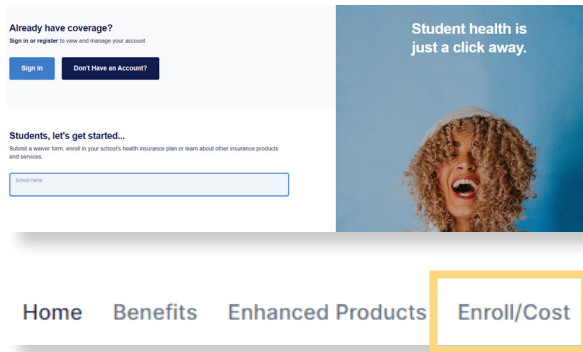 Already have coverage?
Sign in or register to view and manage your account
Sign in
Don't Have an Account?
Student health is
just a click away.
Students, let's get started...
Submit a waiver form, enroll in your school's health insurance plan or learn about other insurance products
and services.
School name
Home Benefits Enhanced Products Enroll/Cost